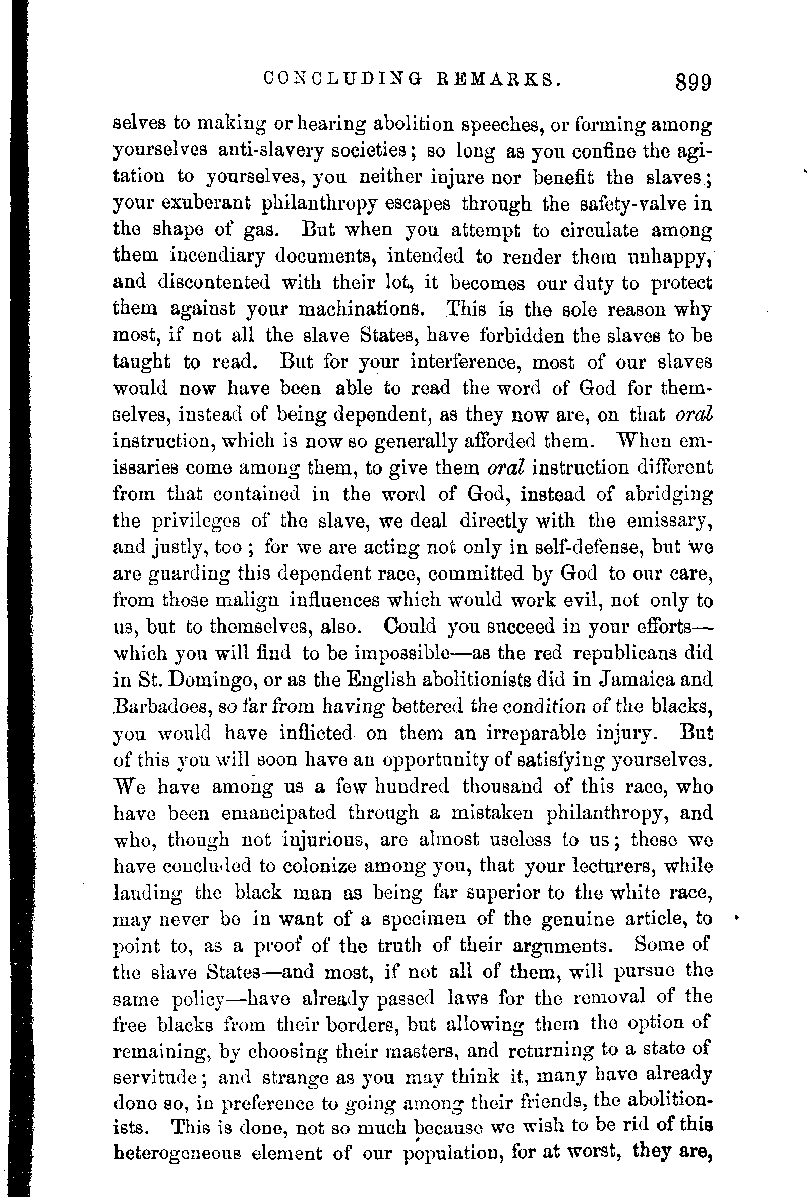 CONCLUDING REMARKS. 899
selves to making or hearing abolition speeches, or forming among
yourselves anti-slavery societies; so long as you confine the agi-
tation to yourselves, you neither injure nor benefit the slaves;
your exuberant philanthropy escapes through the safety-valve in
the shape of gas. But when you attempt to circulate among
them incendiary documents, intended to render them unhappy,
and discontented with their lot, it becomes our duty to protect
them against your machinations. This is the sole reason why
most, if not all the slave States, have forbidden the slaves to be
taught to read. But for your interference, most of our slaves
would now have been able to read the word of God for them-
selves, instead of being dependent, as they now are, on that oral
instruction, which is now so generally afforded them. When em-
issaries come among them, to give them oral instruction different
from that contained in the word of God, instead of abridging
the privileges of the slave, we deal directly with the emissary,
and justly, too; for we are acting not only in self-defense, but we
are guarding this dependent race, committed by God to our care,
from those malign influences which would work evil, not only to
us, but to themselves, also. Could you succeed in your efforts—
which you will find to be impossible—as the red republicans did
in St. Domingo, or as the English abolitionists did in Jamaica and
Barbadoes, so far from having bettered the condition of the blacks,
you would have inflicted on them an irreparable injury. But
of this you will soon have an opportunity of satisfying yourselves.
We have among us a few hundred thousand of this race, who
have been emancipated through a mistaken philanthropy, and
who, though not injurious, are almost useless to us; these we
have concluded to colonize among you, that your lecturers, while
lauding the black man as being far superior to the white race,
may never be in want of a specimen of the genuine article, to
point to, as a proof of the truth of their arguments. Some of
the slave States—and most, if not all of them, will pursue the
same policy—have already passed laws for the removal of the
free blacks from their borders, but allowing them the option of
remaining, by choosing their masters, and returning to a state of
servitude; and strange as you may think it, many have already
done so, in preference to going among their friends, the abolition-
ists. This is done, not so much because we wish to be rid of this
heterogeneous element of our population, for at worst, they are,